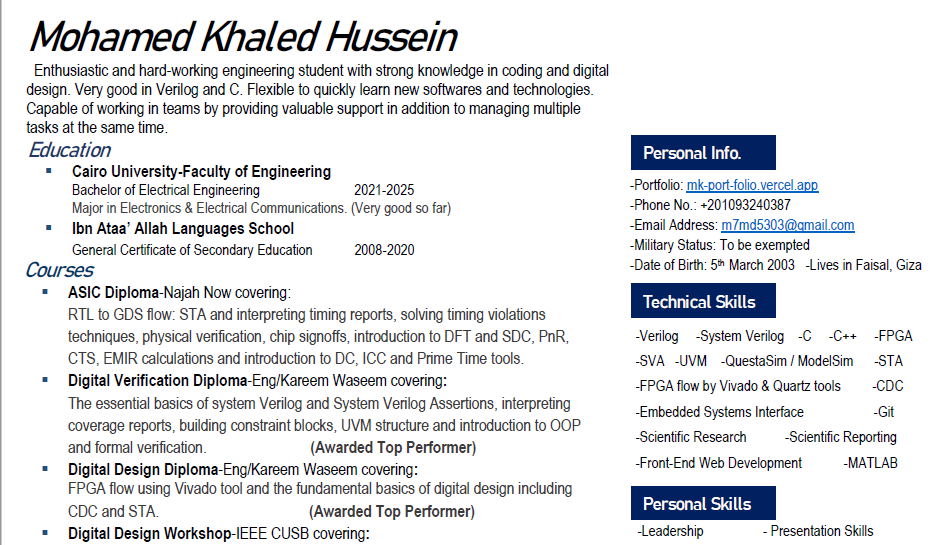 Mohamed Khaled Hussein
Enthusiastic and hard-working engineering student with strong knowledge in coding and digital
design. Very good in Verilog and C. Flexible to quickly learn new softwares and technologies.
Capable of working in teams by providing valuable support in addition to managing multiple
tasks at the same time.
Education
▪ Cairo University-Faculty of Engineering
Bachelor of Electrical Engineering 2021-2025
Major in Electronics & Electrical Communications. (Very good so far)
▪ Ibn Ataa’ Allah Languages School
General Certificate of Secondary Education 2008-2020
Courses
▪ ASIC Diploma-Najah Now covering:
RTL to GDS flow: STA and interpreting timing reports, solving timing violations
techniques, physical verification, chip signoffs, introduction to DFT and SDC, PnR,
CTS, EMIR calculations and introduction to DC, ICC and Prime Time tools.
▪ Digital Verification Diploma-Eng/Kareem Waseem covering:
The essential basics of system Verilog and System Verilog Assertions, interpreting
coverage reports, building constraint blocks, UVM structure and introduction to OOP
and formal verification. (Awarded Top Performer)
▪ Digital Design Diploma-Eng/Kareem Waseem covering:
FPGA flow using Vivado tool and the fundamental basics of digital design including
CDC and STA. (Awarded Top Performer)
▪ Digital Design Workshop-IEEE CUSB covering:
Personal Info.
-Portfolio: mk-port-folio.vercel.app
-Phone No.: +201093240387
-Email Address: m7md5303@gmail.com
-Military Status: To be exempted
-Date of Birth: 5th March 2003 -Lives in Faisal, Giza
Technical Skills
-Verilog -System Verilog -C -C++ -FPGA
-SVA -UVM -QuestaSim / ModelSim -STA
-FPGA flow by Vivado & Quartz tools -CDC
-Embedded Systems Interface -Git
-Scientific Research -Scientific Reporting
-Front-End Web Development -MATLAB
Personal Skills
-Leadership - Presentation Skills